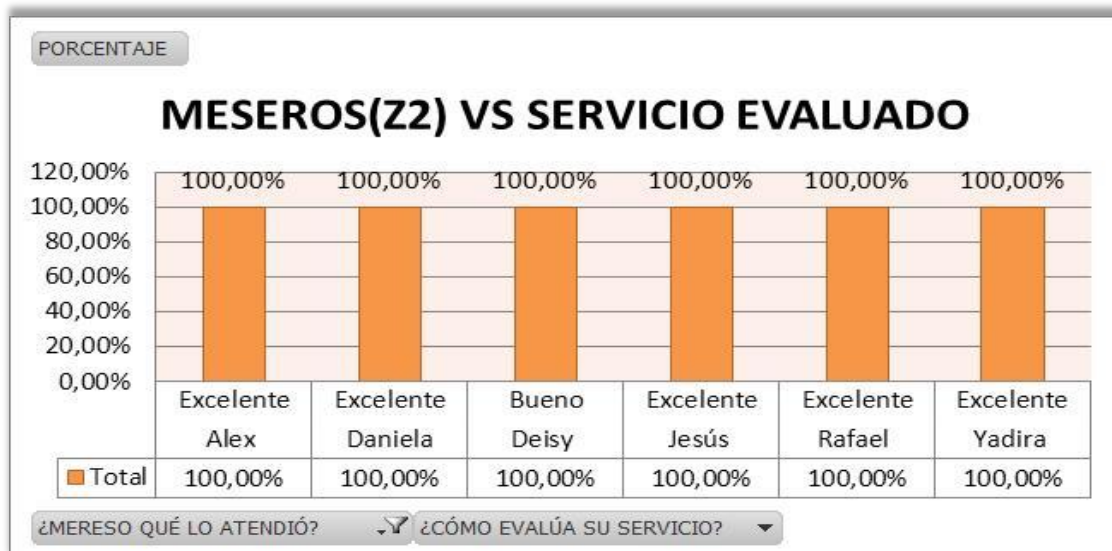 PORCENTAJE
MESEROS(Z2) VS SERVICIO EVALUADO
120,00%
100,00%
80,00%
60,00%
40,00%
20,00%
0,00%
100,00% 100,00% 100,00% 100,00% 100,00% 100,00%
Excelente Excelente Bueno Excelente Excelente Excelente
Alex Daniela Deisy Jesús Rafael Yadira
Total 100,00% 100,00% 100,00% 100,00% 100,00% 100,00%
¿MERESO QUÉ LO ATENDIÓ? ¿CÓMO EVALÚA SU SERVICIO?